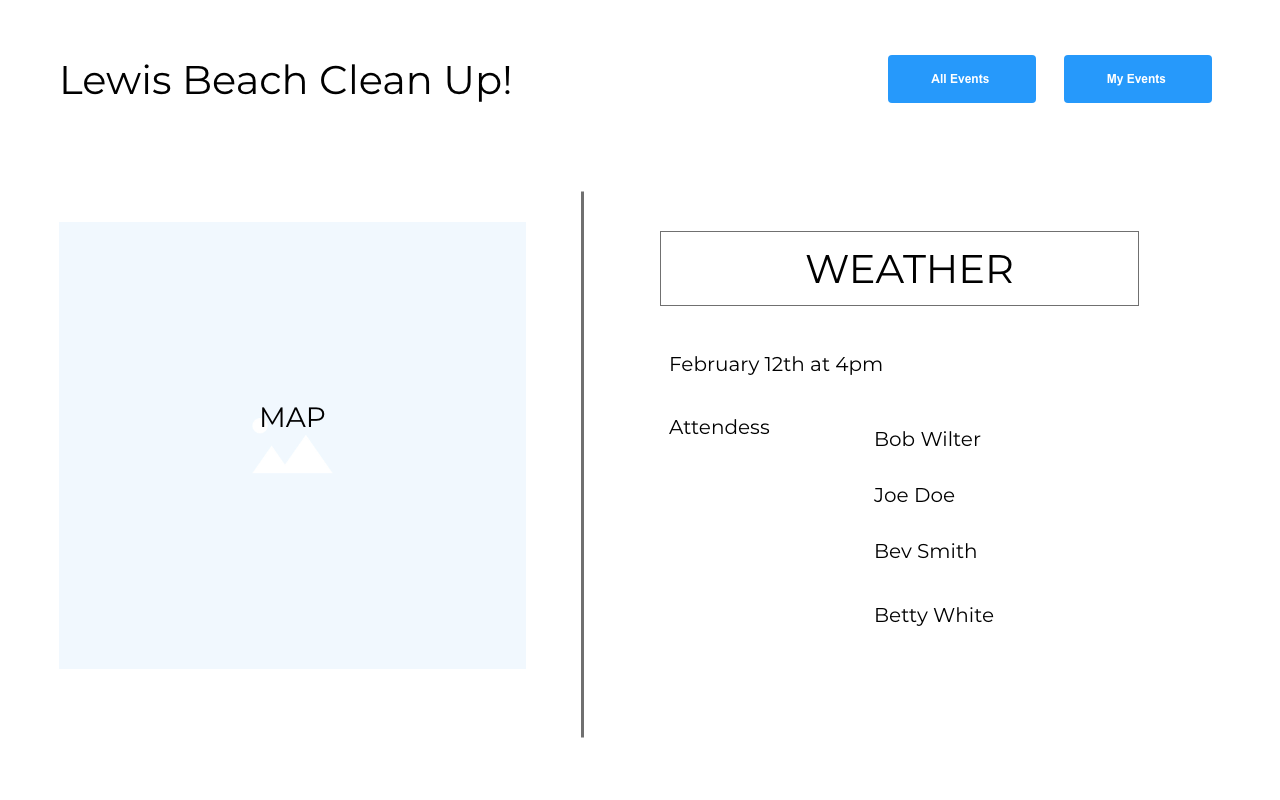 Lewis Beach Clean Up!
All Events
My Events
MAP
WEATHER
February 12th at 4pm
Attendess
Bob Wilter
Joe Doe
Bev Smith
Betty White